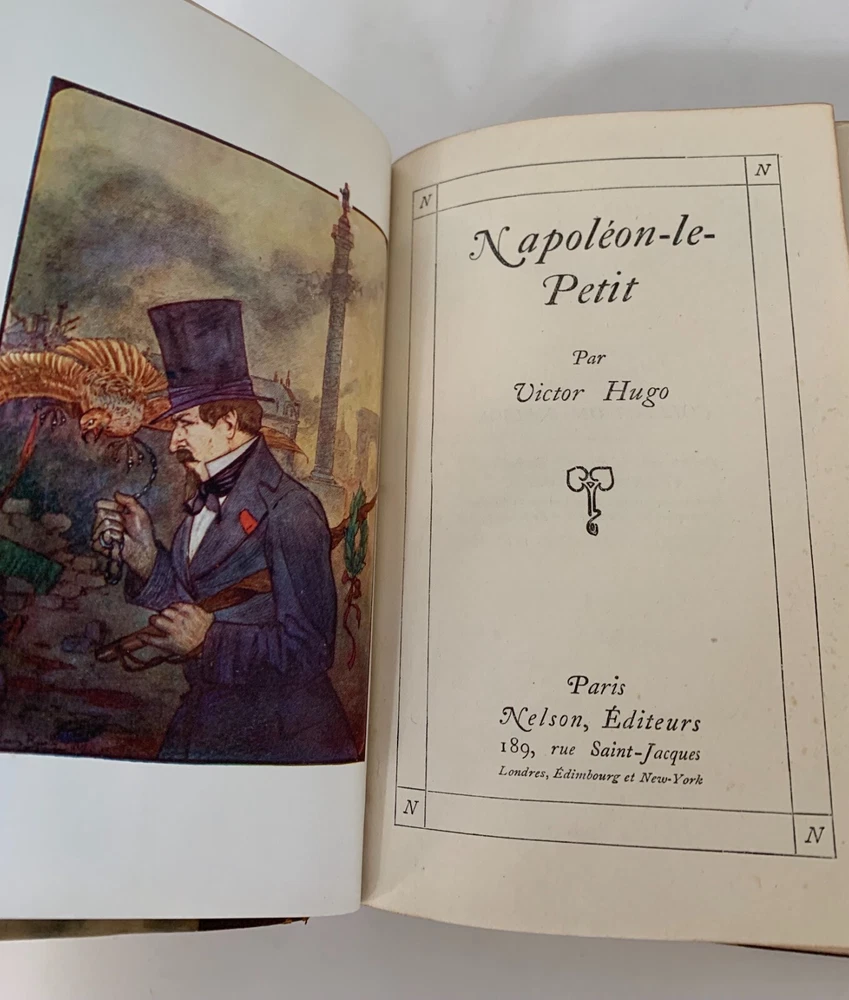 N
N
Napoléon-le-
Petit
Par
Victor Hugo
Paris
Nelson, Éditeurs
189, rue Saint-Jacques
Londres, Édimbourg et New-York
N
N